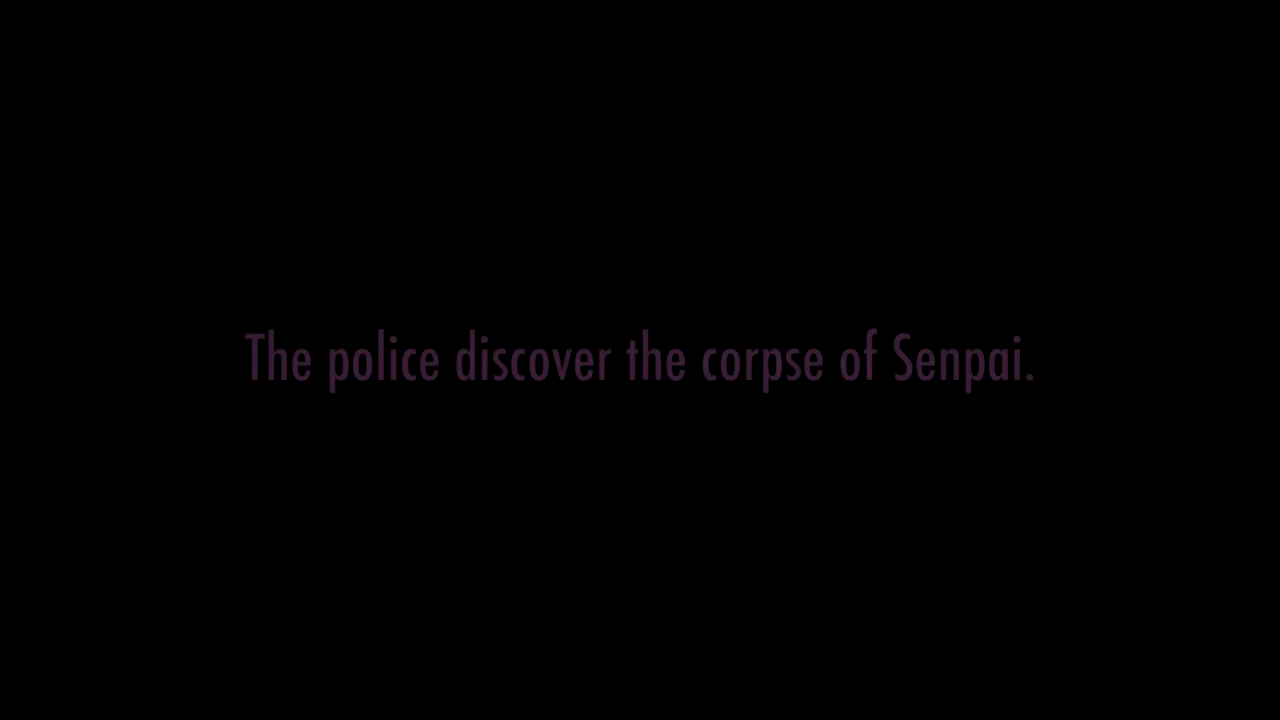 The police discover the corpse of Senpai.